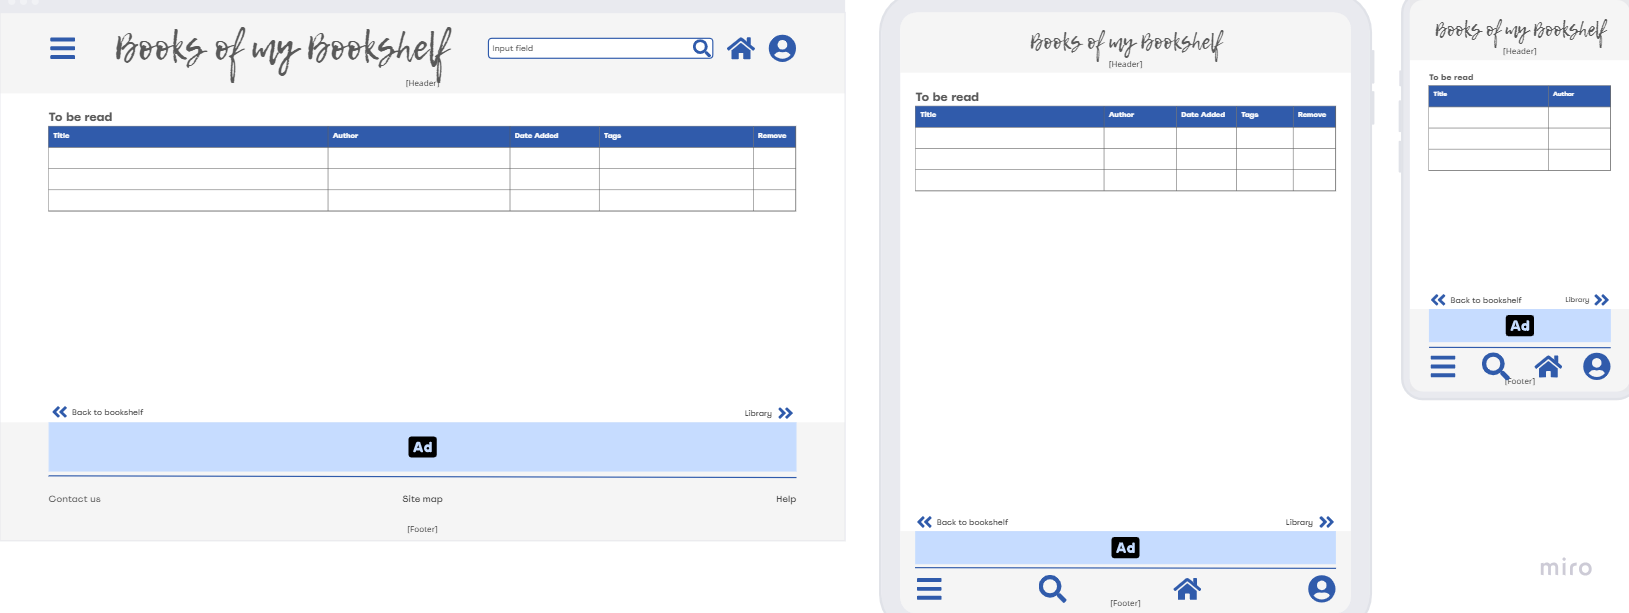 Books of my Bookshelf
Input field
[Header]
To be read
Title Author Date Added Tags Remove
Back to bookshelf Library
Ad
Contact us Site map Help
[Footer]
Books of my Bookshelf
[Header]
To be read
Title Author Date Added Tags Remove
Back to bookshelf Library
Ad
[Footer]
Books of my Bookshelf
[Header]
To be read
Title Author
Back to bookshelf Library
Ad
[Footer]
miro